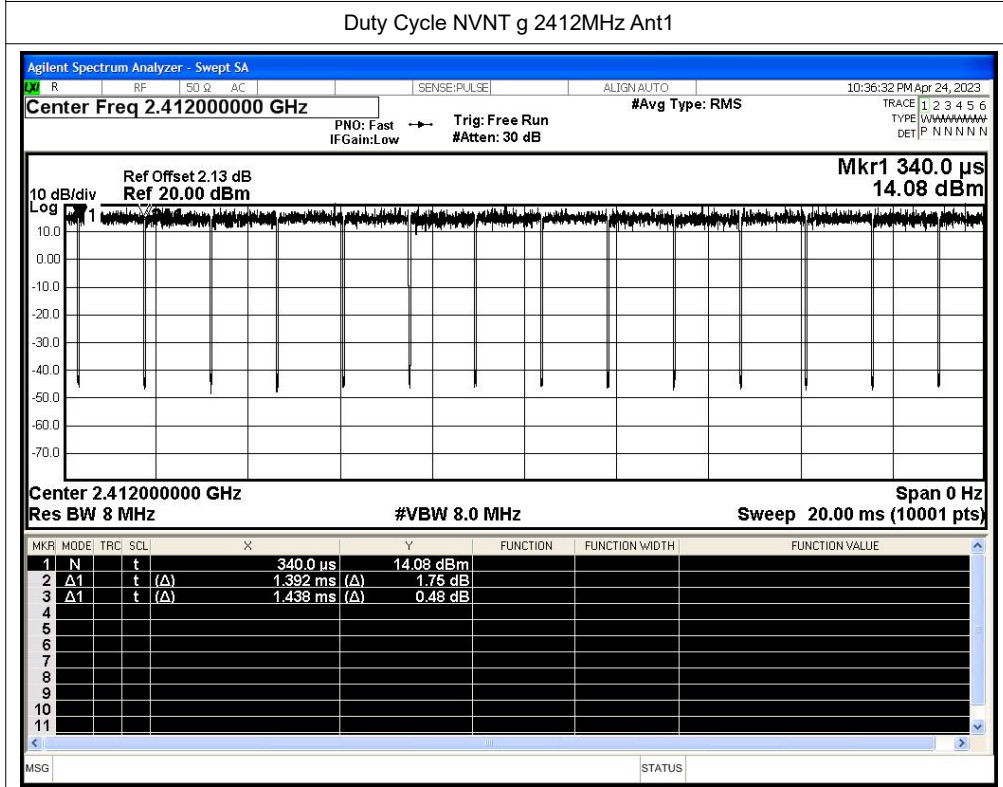 Duty Cycle NVNT g 2412MHz Ant1
Agilent Spectrum Analyzer - Swept SA
LXI R RF 50 Ω AC SENSE:PULSE ALIGN AUTO 10:36:32 PM Apr 24, 2023
Center Freq 2.412000000 GHz #Avg Type: RMS TRACE 1 2 3 4 5 6
PNO: Fast Trig: Free Run TYPE WWWWWW
IFGain:Low #Atten: 30 dB DET P N N N N N
Mkr1 340.0 µs
Ref Offset 2.13 dB
10 dB/div Ref 20.00 dBm 14.08 dBm
Log
1
10.0
0.00
-10.0
-20.0
-30.0
-40.0
-50.0
-60.0
-70.0
Center 2.412000000 GHz Span 0 Hz
Res BW 8 MHz #VBW 8.0 MHz Sweep 20.00 ms (10001 pts)
MKR MODE TRC SCL X Y FUNCTION FUNCTION WIDTH FUNCTION VALUE
1 N t 340.0 µs 14.08 dBm
2 Δ1 t (Δ) 1.392 ms (Δ) 1.75 dB
3 Δ1 t (Δ) 1.438 ms (Δ) 0.48 dB
4
5
6
7
8
9
10
11
MSG STATUS